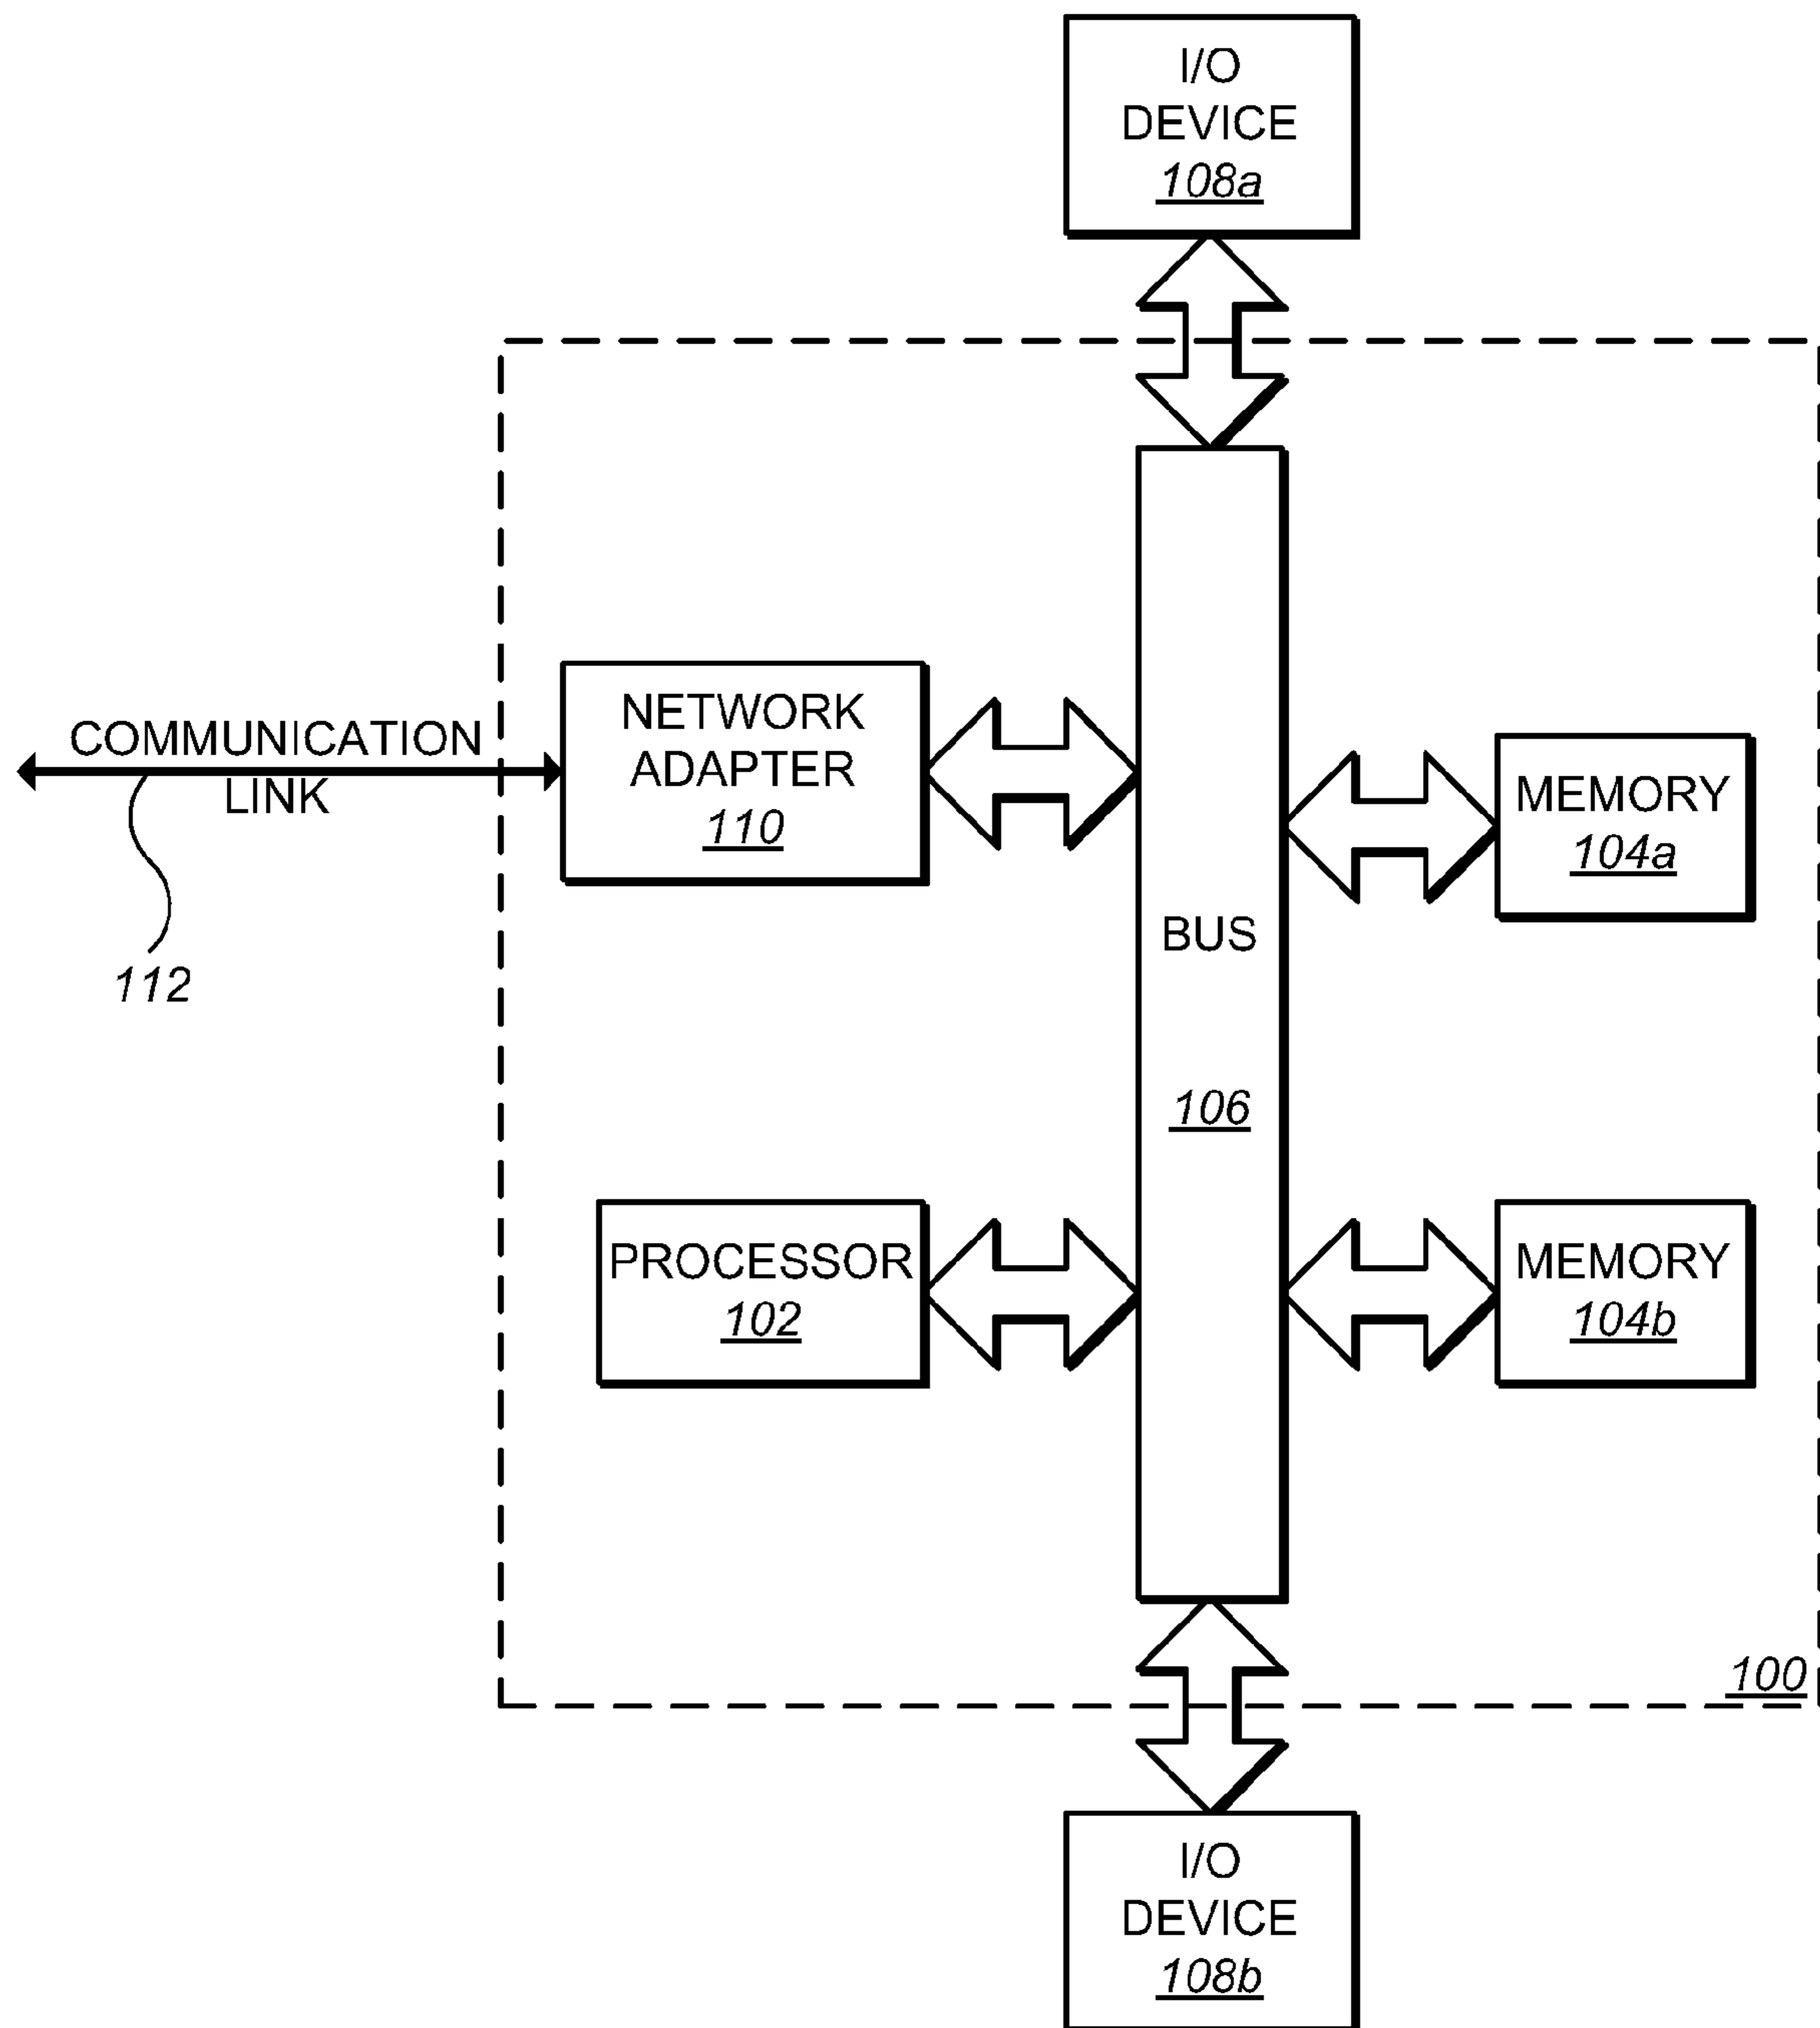 I/O
DEVICE
108a
NETWORK
ADAPTER
110
COMMUNICATION
LINK
112
MEMORY
104a
BUS
106
PROCESSOR
102
MEMORY
104b
100
I/O
DEVICE
108b